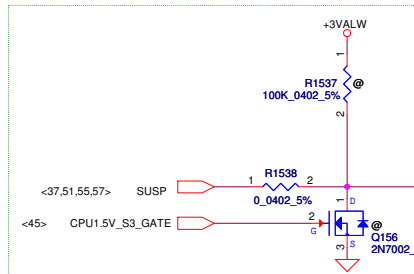 +3VALW
1
R1537 @
100K_0402_5%
2
R1538
1 2
<37,51,55,57> SUSP
0_0402_5%
1 D
<45> CPU1.5V_S3_GATE
2
G
@
Q156
3 S
2N7002_